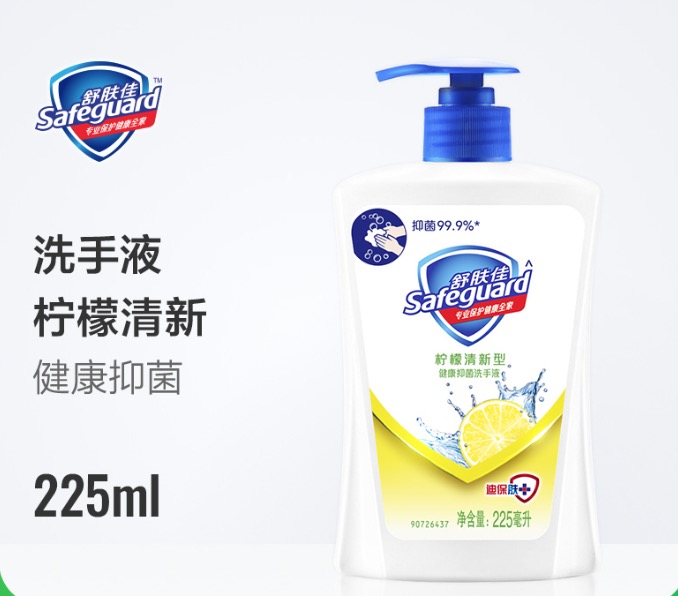 舒肤佳
TM
Safeguard
专业保护健康全家
洗手液
柠檬清新
健康抑菌
225ml
抑菌99.9%*
舒肤佳
Safeguard^
专业保护健康全家
柠檬清新型
健康抑菌洗手液
迪保肤
90726437 净含量：225毫升